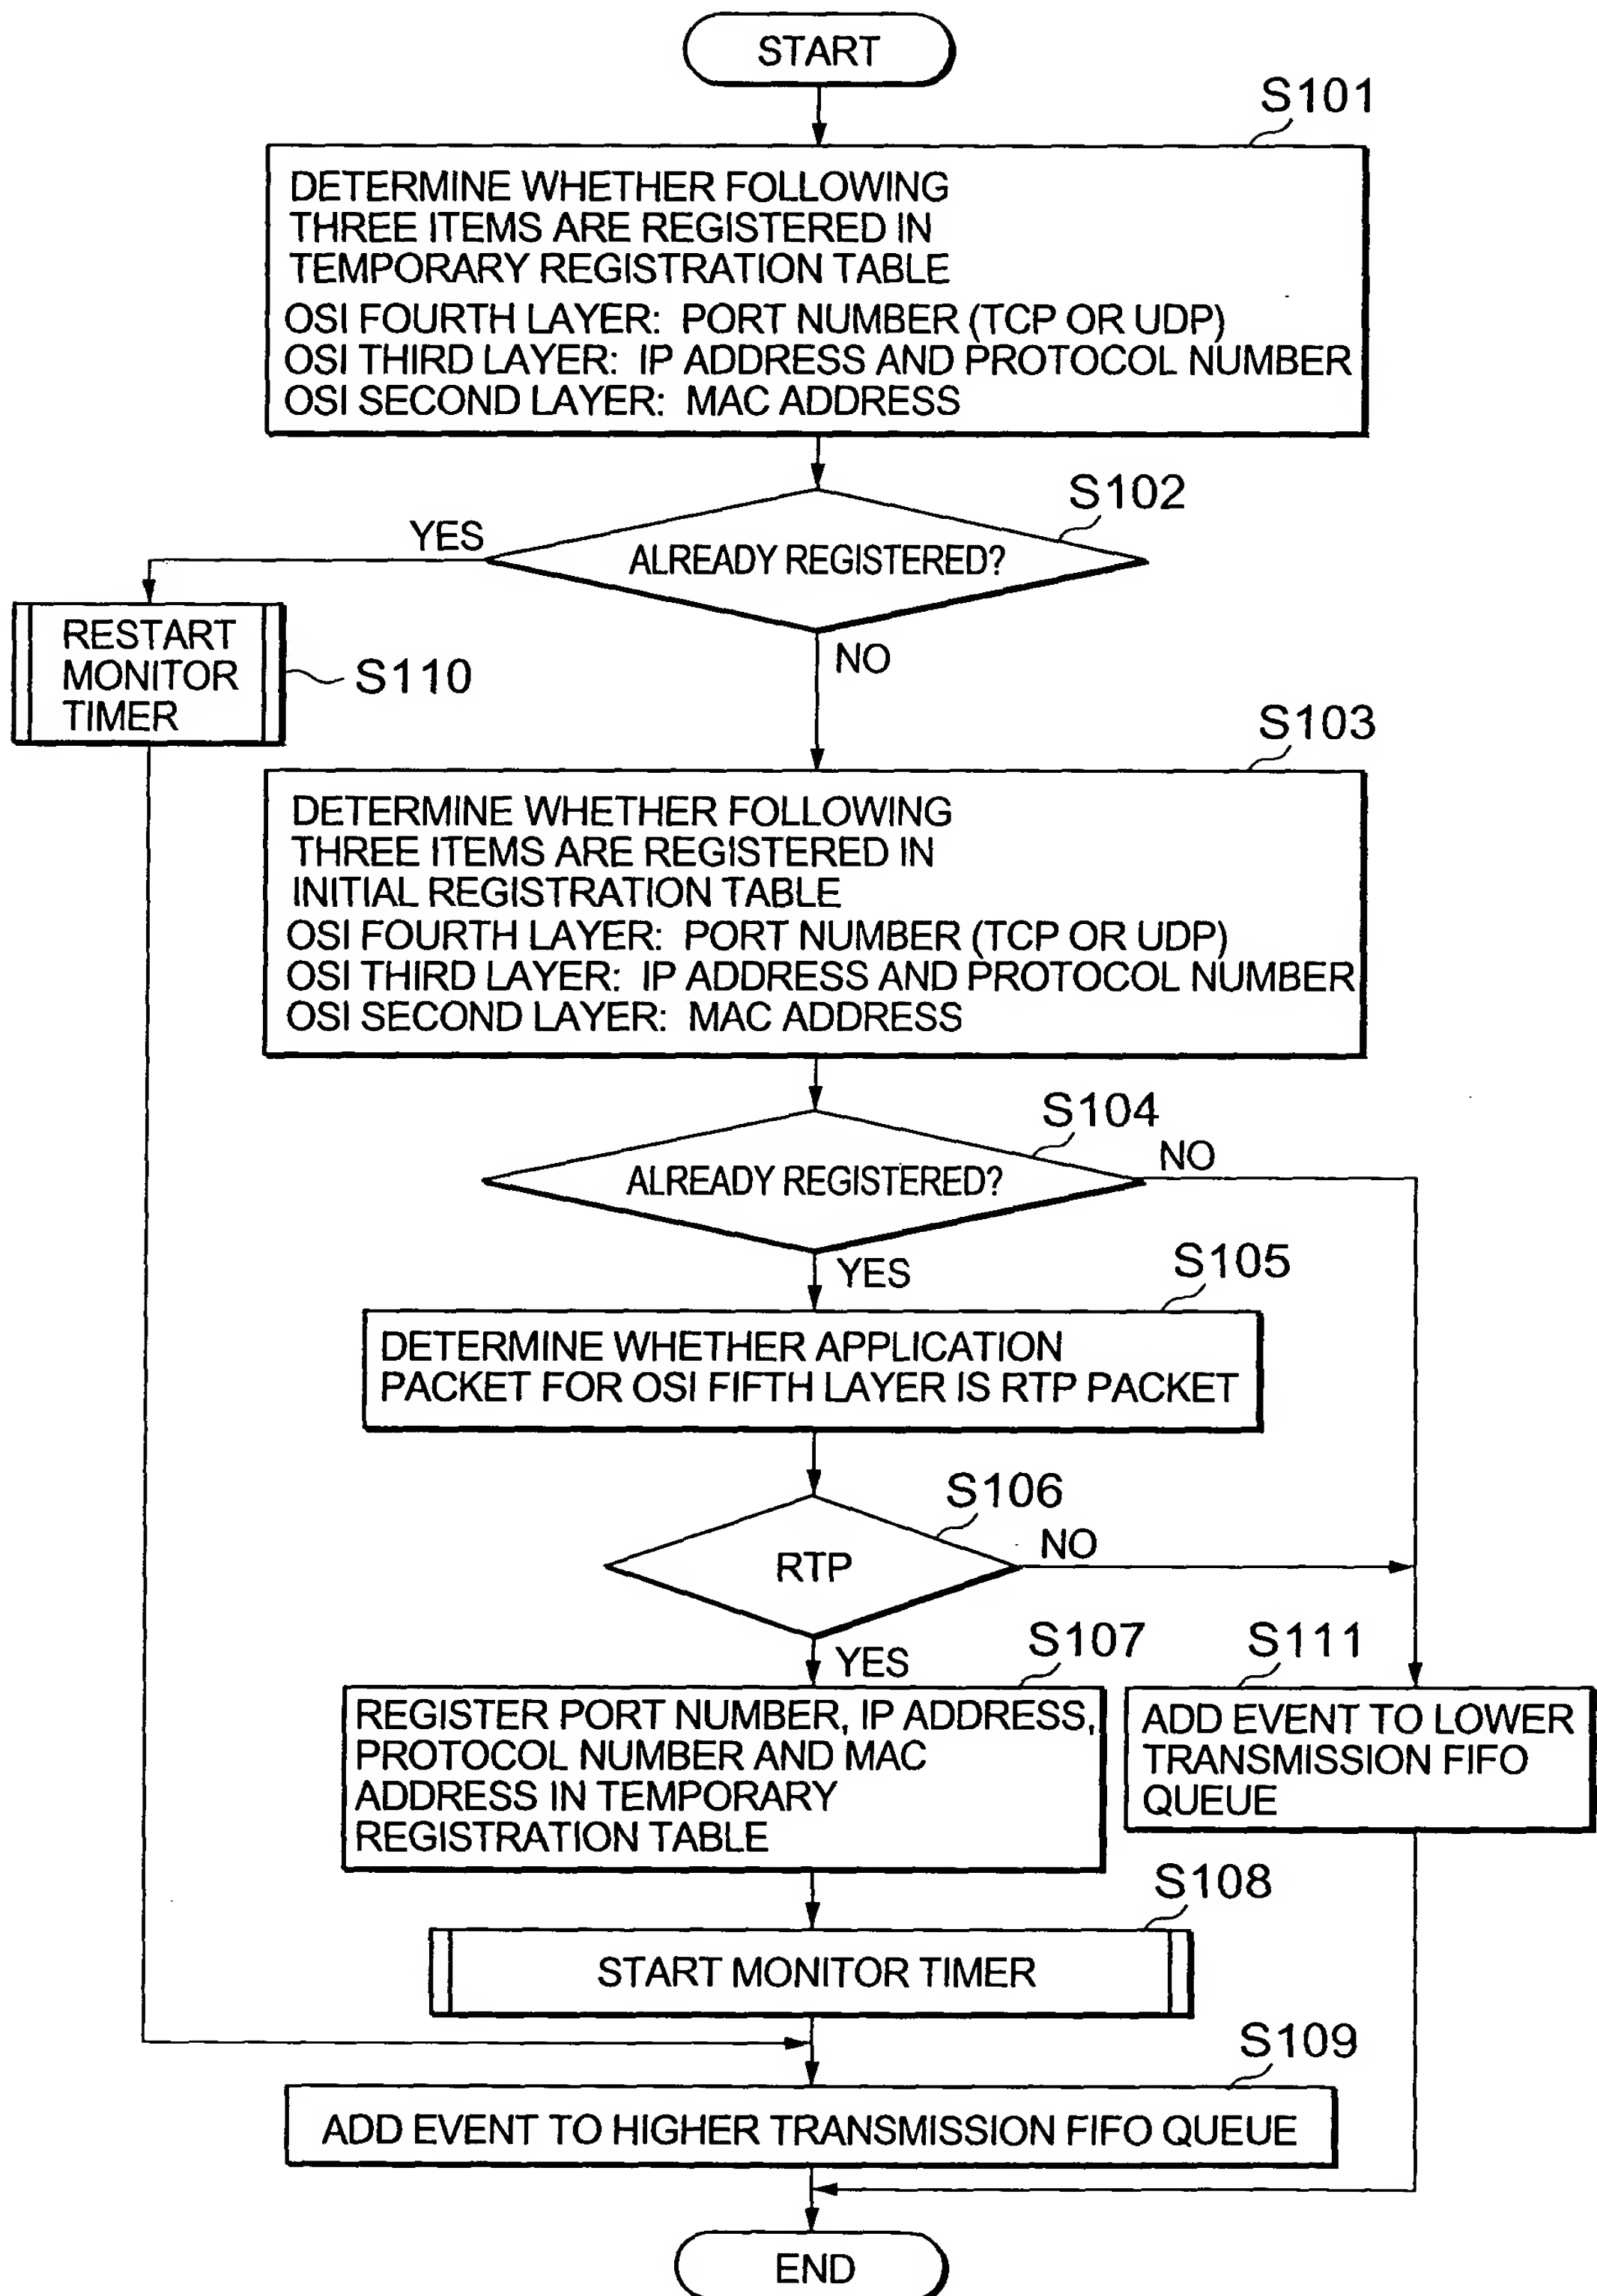 START
S101
DETERMINE WHETHER FOLLOWING
THREE ITEMS ARE REGISTERED IN
TEMPORARY REGISTRATION TABLE
OSI FOURTH LAYER: PORT NUMBER (TCP OR UDP)
OSI THIRD LAYER: IP ADDRESS AND PROTOCOL NUMBER
OSI SECOND LAYER: MAC ADDRESS
S102
YES
ALREADY REGISTERED?
RESTART
MONITOR
TIMER
S110
NO
S103
DETERMINE WHETHER FOLLOWING
THREE ITEMS ARE REGISTERED IN
INITIAL REGISTRATION TABLE
OSI FOURTH LAYER: PORT NUMBER (TCP OR UDP)
OSI THIRD LAYER: IP ADDRESS AND PROTOCOL NUMBER
OSI SECOND LAYER: MAC ADDRESS
S104
NO
ALREADY REGISTERED?
YES
S105
DETERMINE WHETHER APPLICATION
PACKET FOR OSI FIFTH LAYER IS RTP PACKET
S106
NO
RTP
YES
S107
REGISTER PORT NUMBER, IP ADDRESS,
PROTOCOL NUMBER AND MAC
ADDRESS IN TEMPORARY
REGISTRATION TABLE
S111
ADD EVENT TO LOWER
TRANSMISSION FIFO
QUEUE
S108
START MONITOR TIMER
S109
ADD EVENT TO HIGHER TRANSMISSION FIFO QUEUE
END